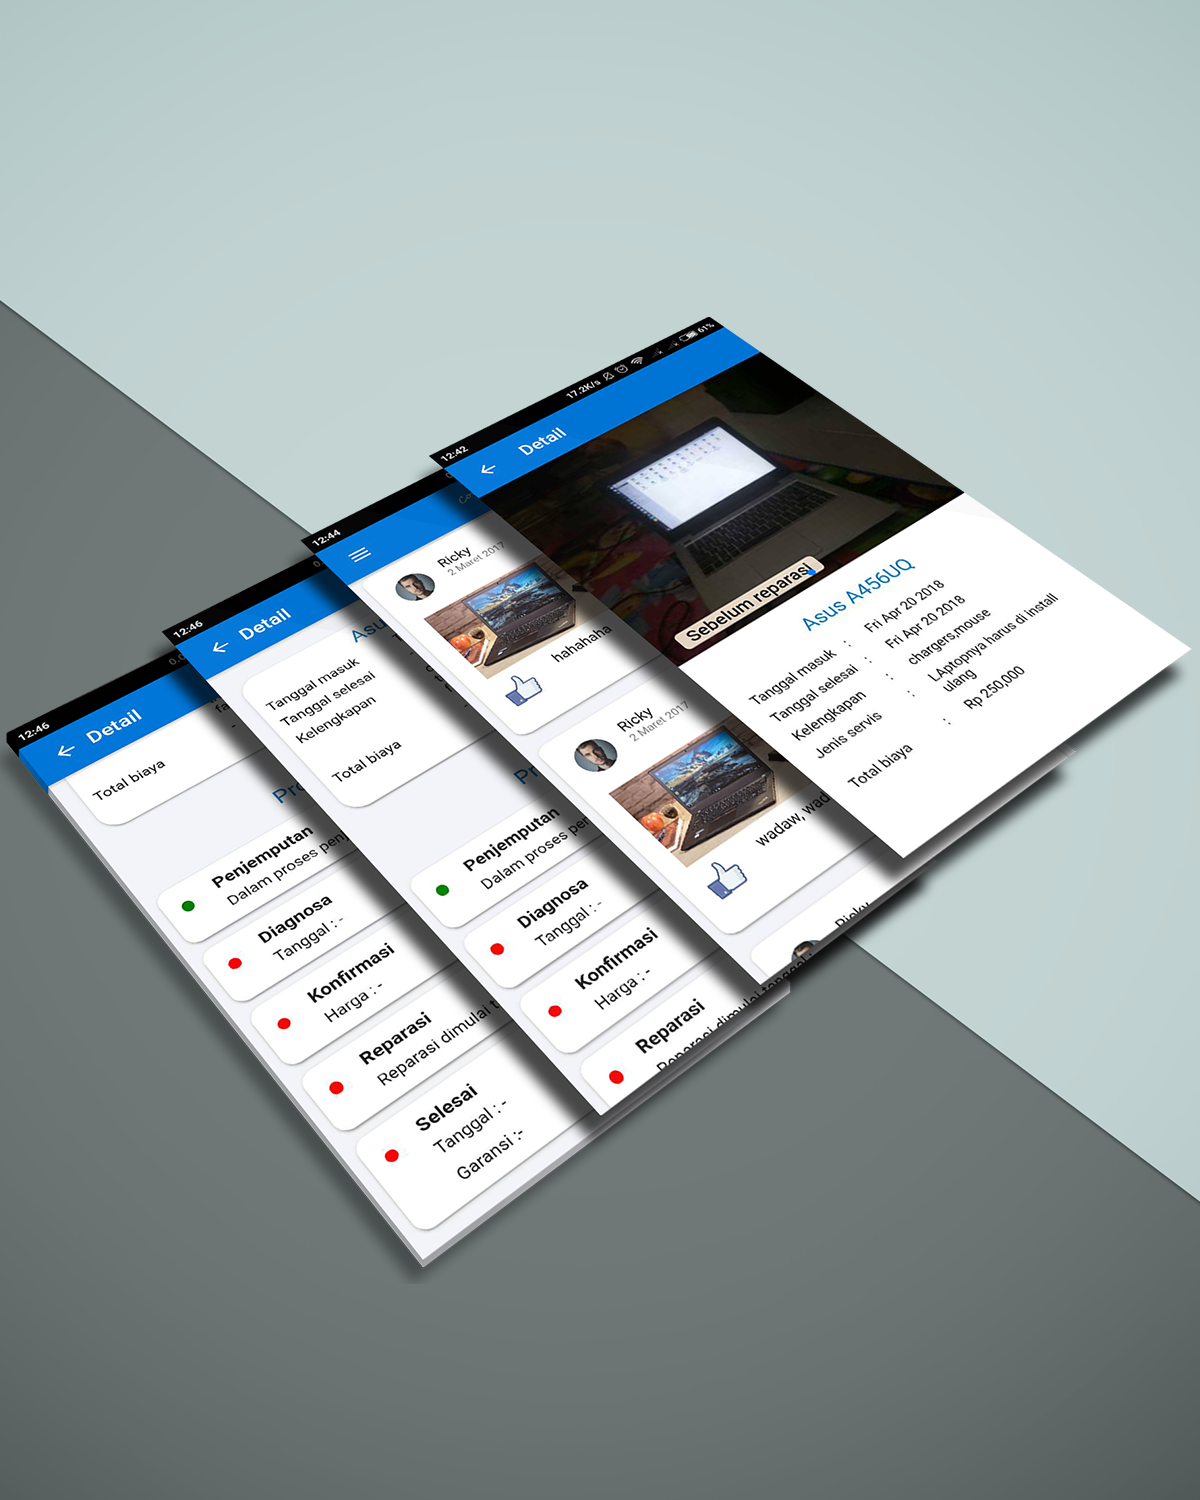 12:42
17.2K/s
61%
Detail
Sebelum reparasi
Asus A456UQ
Tanggal masuk : Fri Apr 20 2018
Tanggal selesai : Fri Apr 20 2018
Kelengkapan : chargers,mouse
Jenis servis : LAptopnya harus di install
ulang
Total biaya : Rp 250,000
12:44
Ricky
2 Maret 2017
hahahaha
Ricky
2 Maret 2017
wadaw, wad
Ricky
12:46
Detail
Asu
Tanggal masuk
Tanggal selesai
Kelengkapan
Total biaya
Pr
Penjemputan
Dalam proses pen
Diagnosa
Tanggal :-
Konfirmasi
Harga :-
Reparasi
Reparasi dimulai tanggal :
12:46
Detail
Total biaya
Pro
Penjemputan
Dalam proses penj
Diagnosa
Tanggal :-
Konfirmasi
Harga :-
Reparasi
Reparasi dimulai t
Selesai
Tanggal :-
Garansi :-